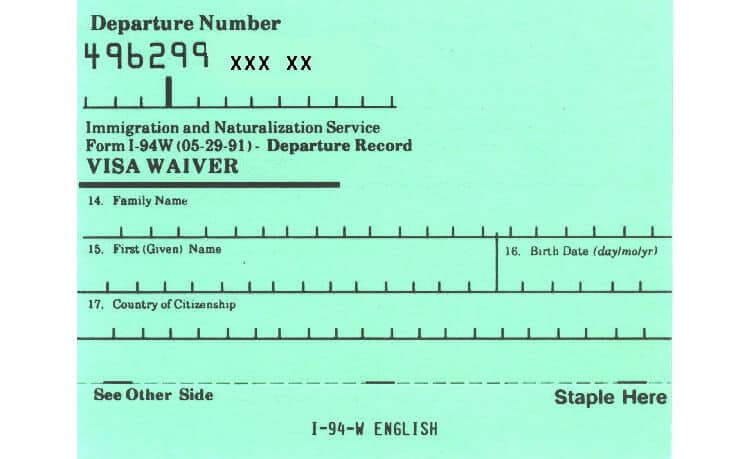 Departure Number
496299 XXX XX
Immigration and Naturalization Service
Form I-94W (05-29-91) - Departure Record
VISA WAIVER
14. Family Name
15. First (Given) Name
16. Birth Date (day/mo/yr)
17. Country of Citizenship
See Other Side
Staple Here
I-94-W ENGLISH